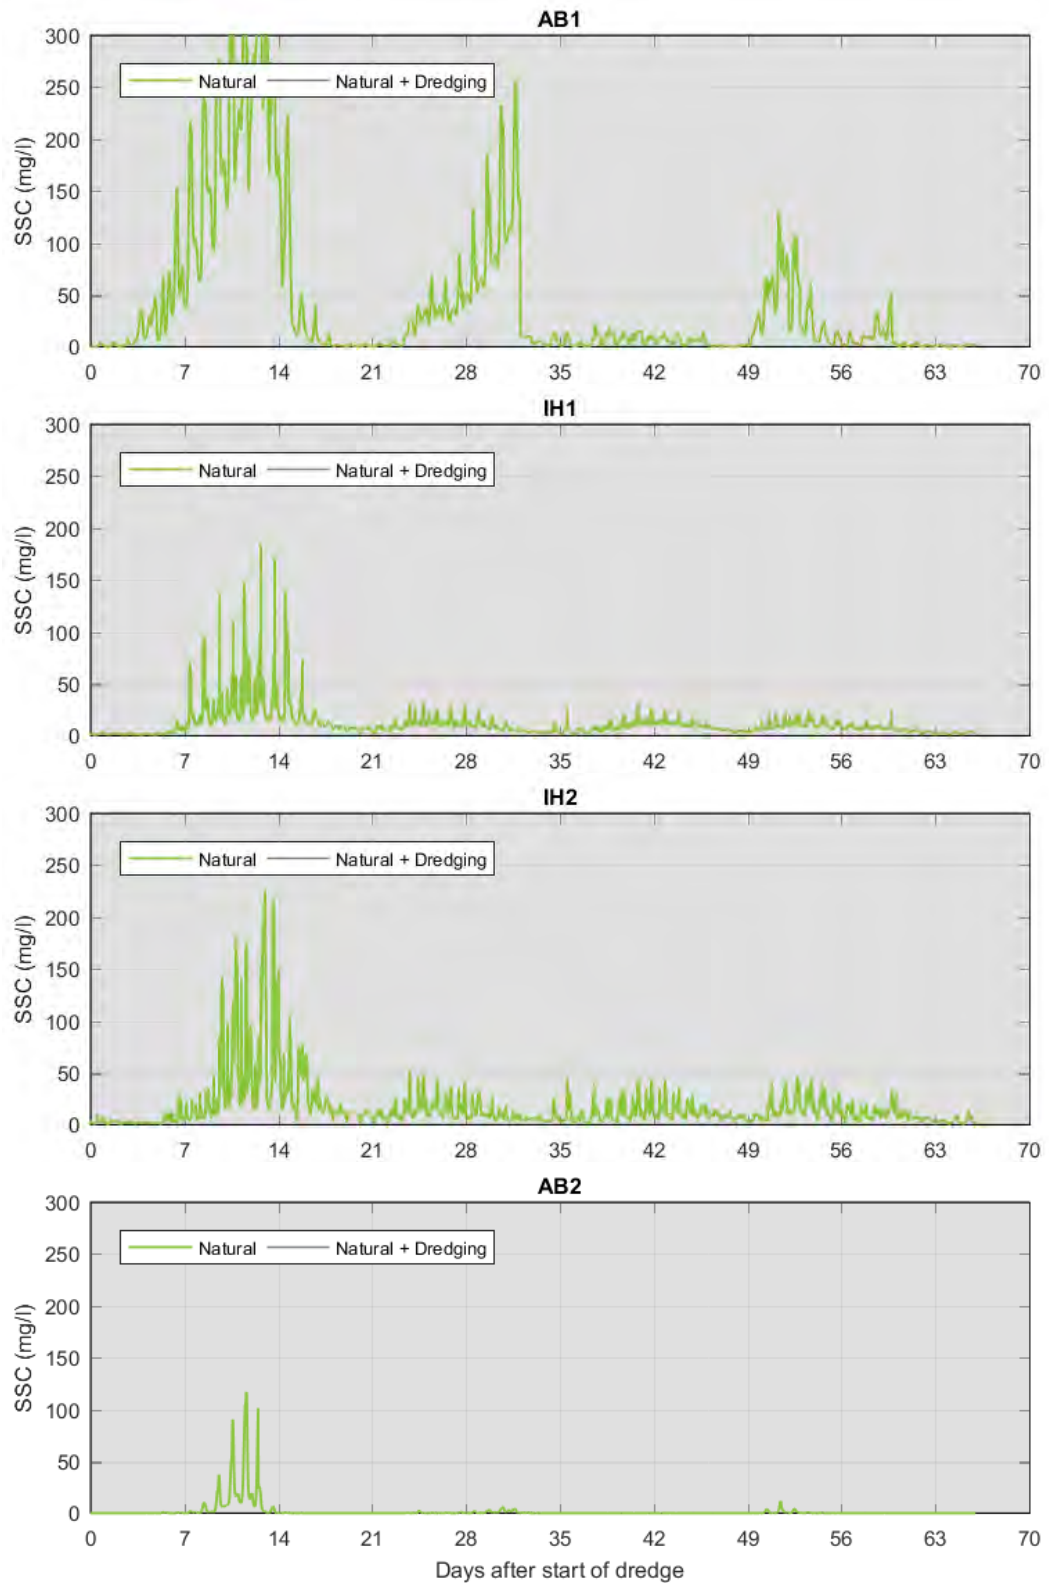 AB1
300
Natural Natural + Dredging
250
200
150
100
50
0
SSC (mg/l)
0 7 14 21 28 35 42 49 56 63 70
IH1
300
Natural Natural + Dredging
250
200
150
100
50
0
SSC (mg/l)
0 7 14 21 28 35 42 49 56 63 70
IH2
300
Natural Natural + Dredging
250
200
150
100
50
0
SSC (mg/l)
0 7 14 21 28 35 42 49 56 63 70
AB2
300
Natural Natural + Dredging
250
200
150
100
50
0
SSC (mg/l)
0 7 14 21 28 35 42 49 56 63 70
Days after start of dredge